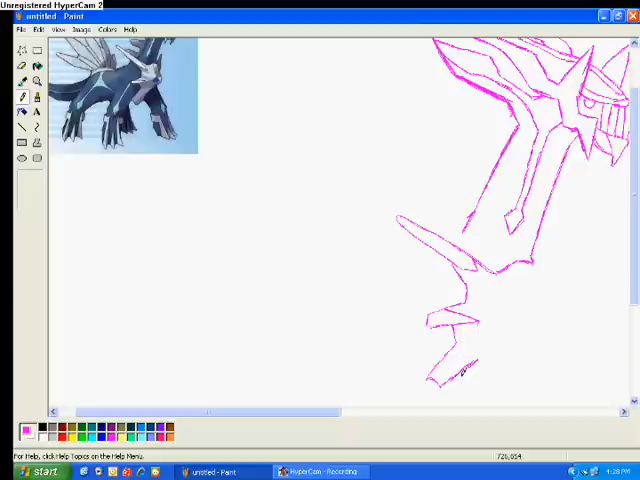 Unregistered HyperCam 2
untitled - Paint
File Edit View Image Colors Help
A
For Help, click Help Topics on the Help Menu.
726,654
start
untitled - Paint
HyperCam - Recording
4:28 PM